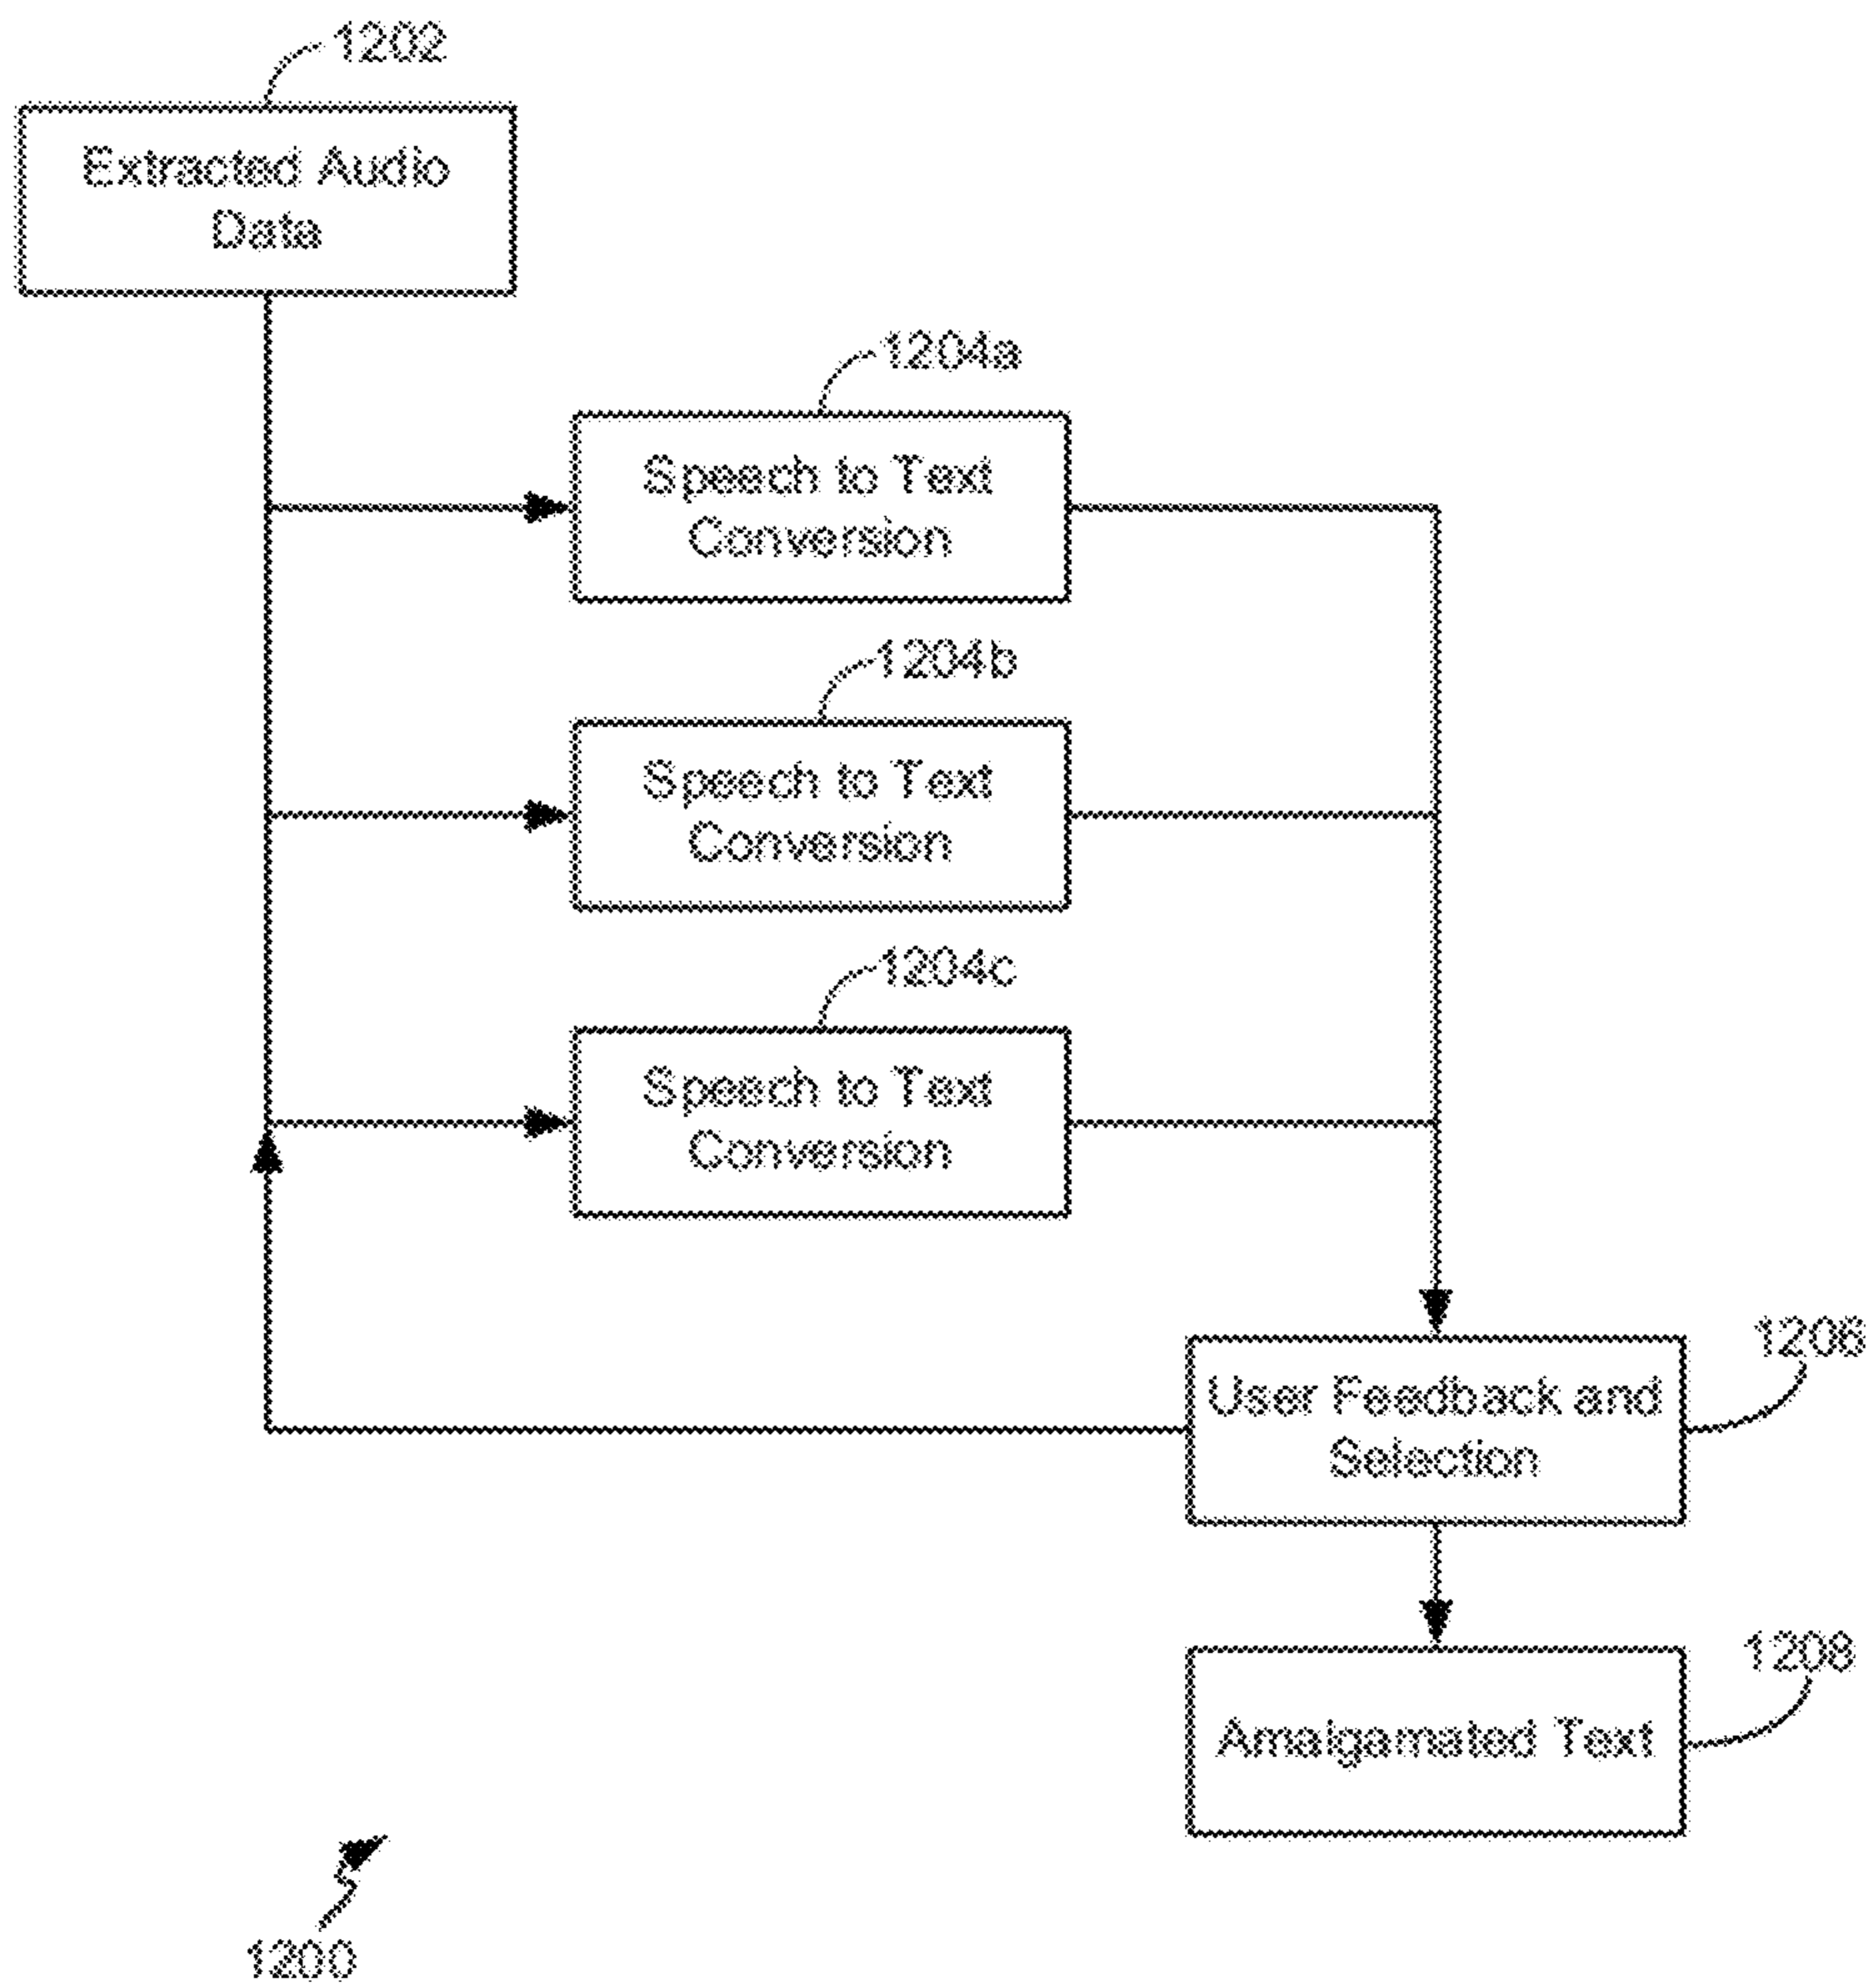 1202
Extracted Audio
Data
1204a
Speech to Text
Conversion
1204b
Speech to Text
Conversion
1204c
Speech to Text
Conversion
1206
User Feedback and
Selection
1208
Amalgamated Text
1200